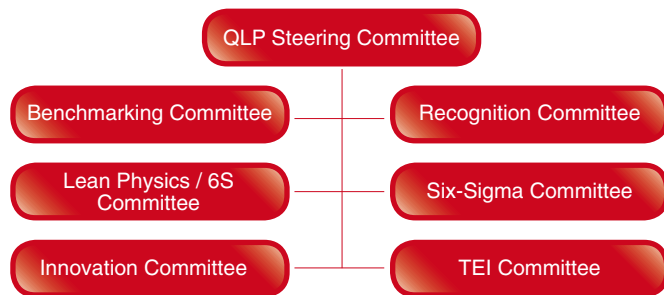 QLP Steering Committee
Benchmarking Committee
Recognition Committee
Lean Physics / 6S
Committee
Six-Sigma Committee
Innovation Committee
TEI Committee